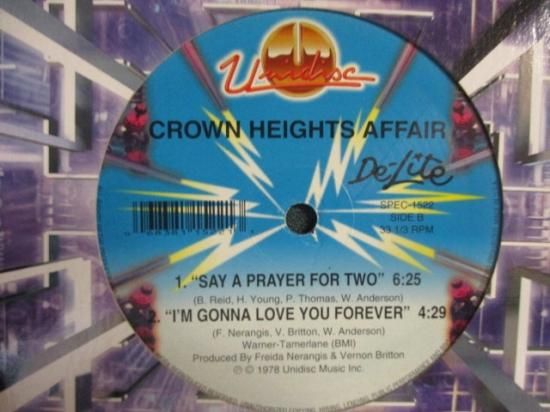 Unidisc
CROWN HEIGHTS AFFAIR
De-Lite
SPEC-1522
SIDE B
33 1/3 RPM
1. "SAY A PRAYER FOR TWO" 6:25
(B. Reid, H. Young, P. Thomas, W. Anderson)
2. "I'M GONNA LOVE YOU FOREVER" 4:29
(F. Nerangis, V. Britton, W. Anderson)
Warner-Tamerlane (BMI)
Produced By Freida Nerangis & Vernon Britton
℗ © 1978 Unidisc Music Inc.